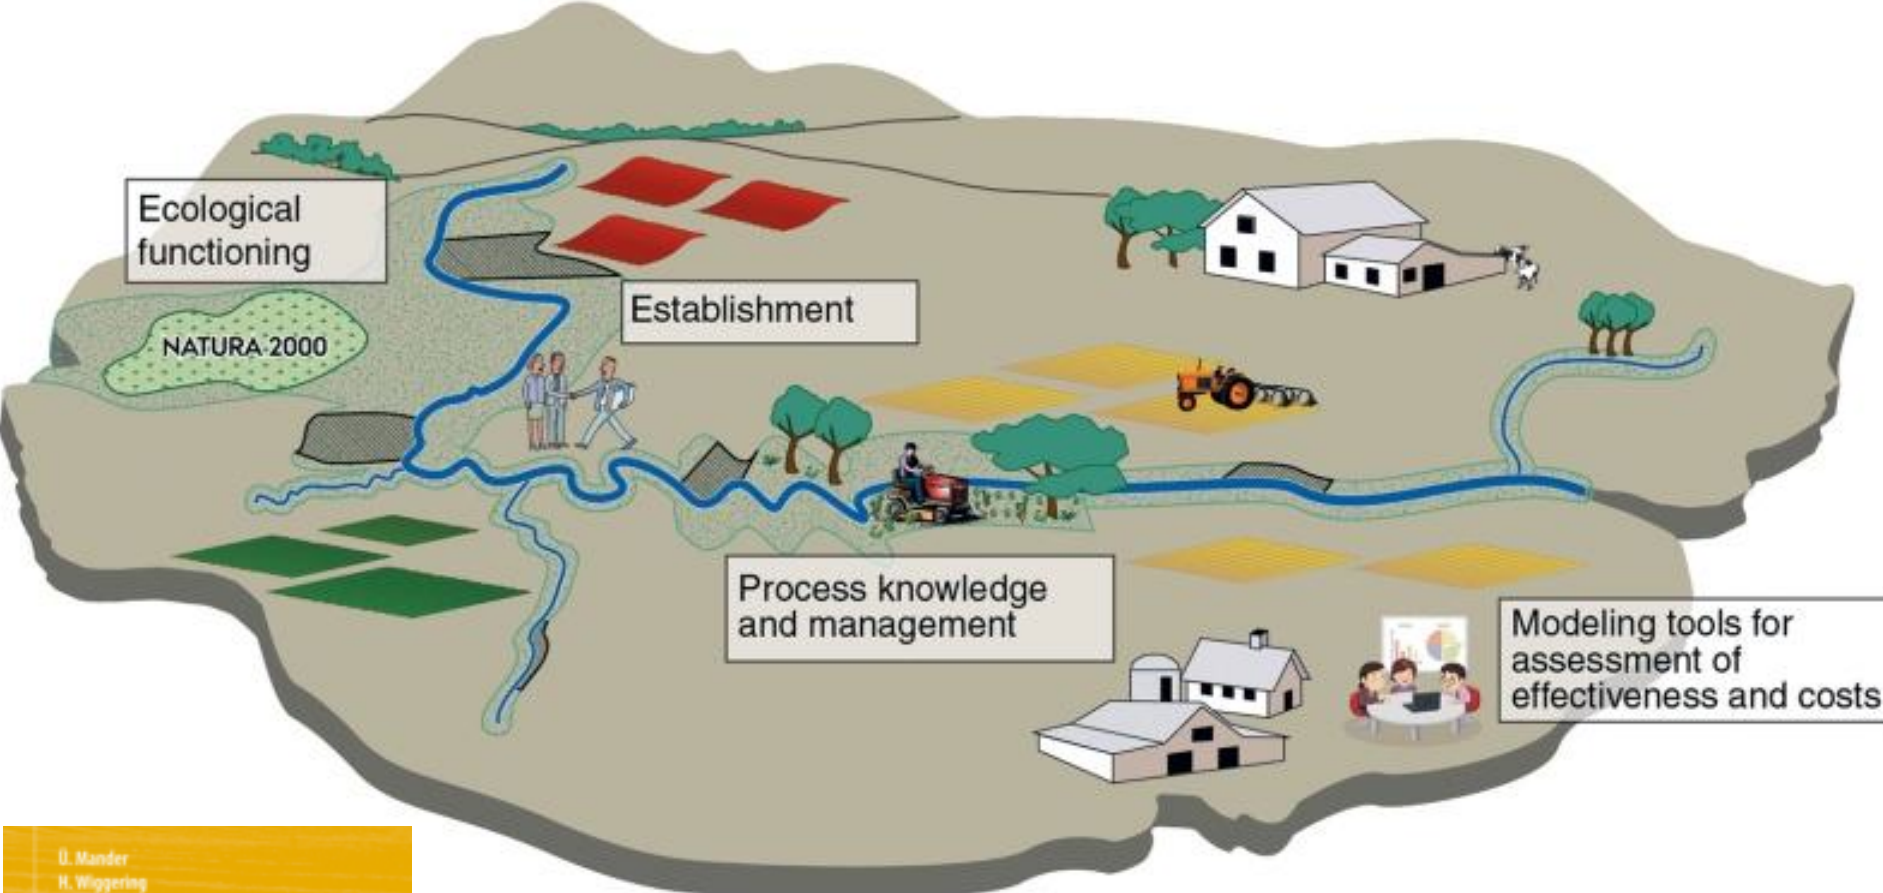 Ecological
functioning
Establishment
NATURA 2000
Process knowledge
and management
Modeling tools for
assessment of
effectiveness and costs
Ü. Mander
H. Wiggering